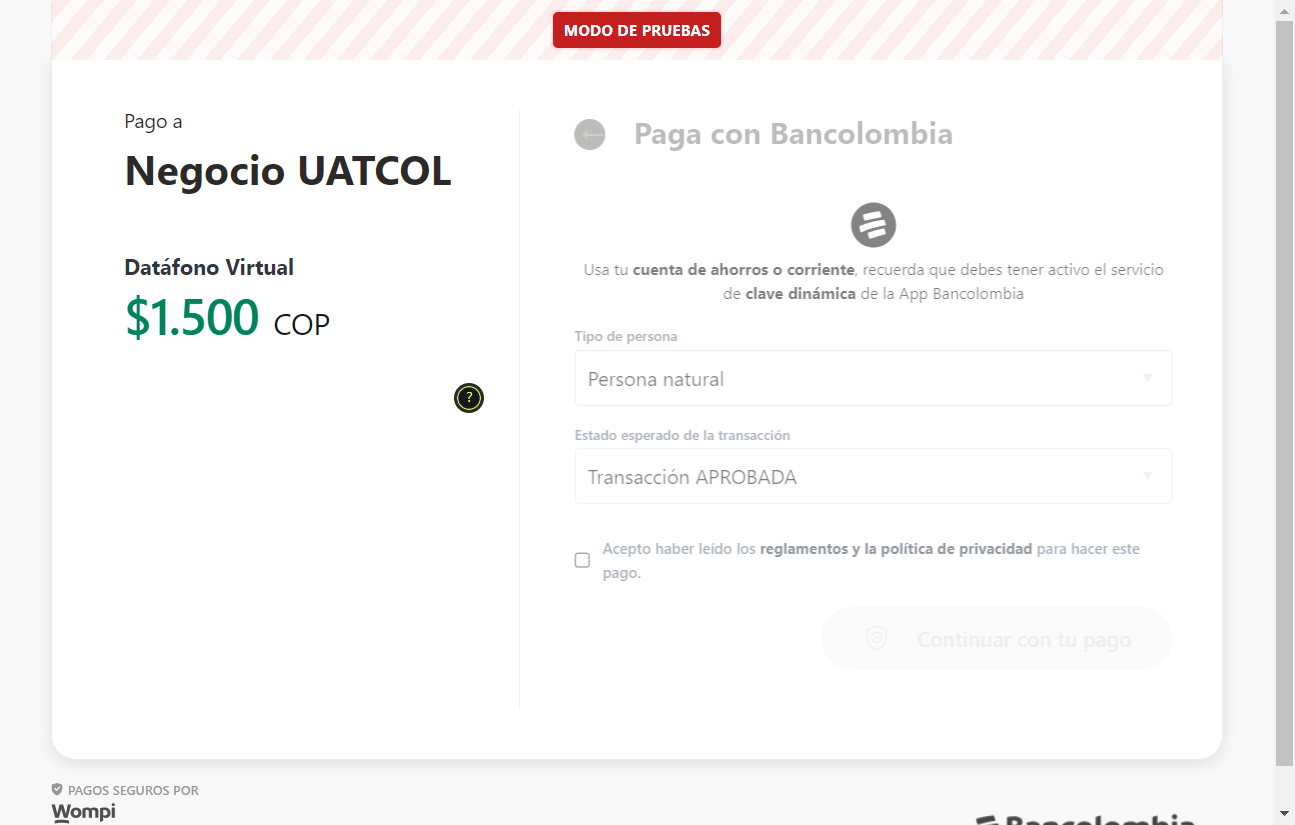 MODO DE PRUEBAS
Pago a
Negocio UATCOL
Datáfono Virtual
$1.500 COP
?
Paga con Bancolombia
Usa tu cuenta de ahorros o corriente, recuerda que debes tener activo el servicio
de clave dinámica de la App Bancolombia
Tipo de persona
Persona natural
Estado esperado de la transacción
Transacción APROBADA
Acepto haber leído los reglamentos y la política de privacidad para hacer este
pago.
Continuar con tu pago
PAGOS SEGUROS POR
Wompi
Bancolombia